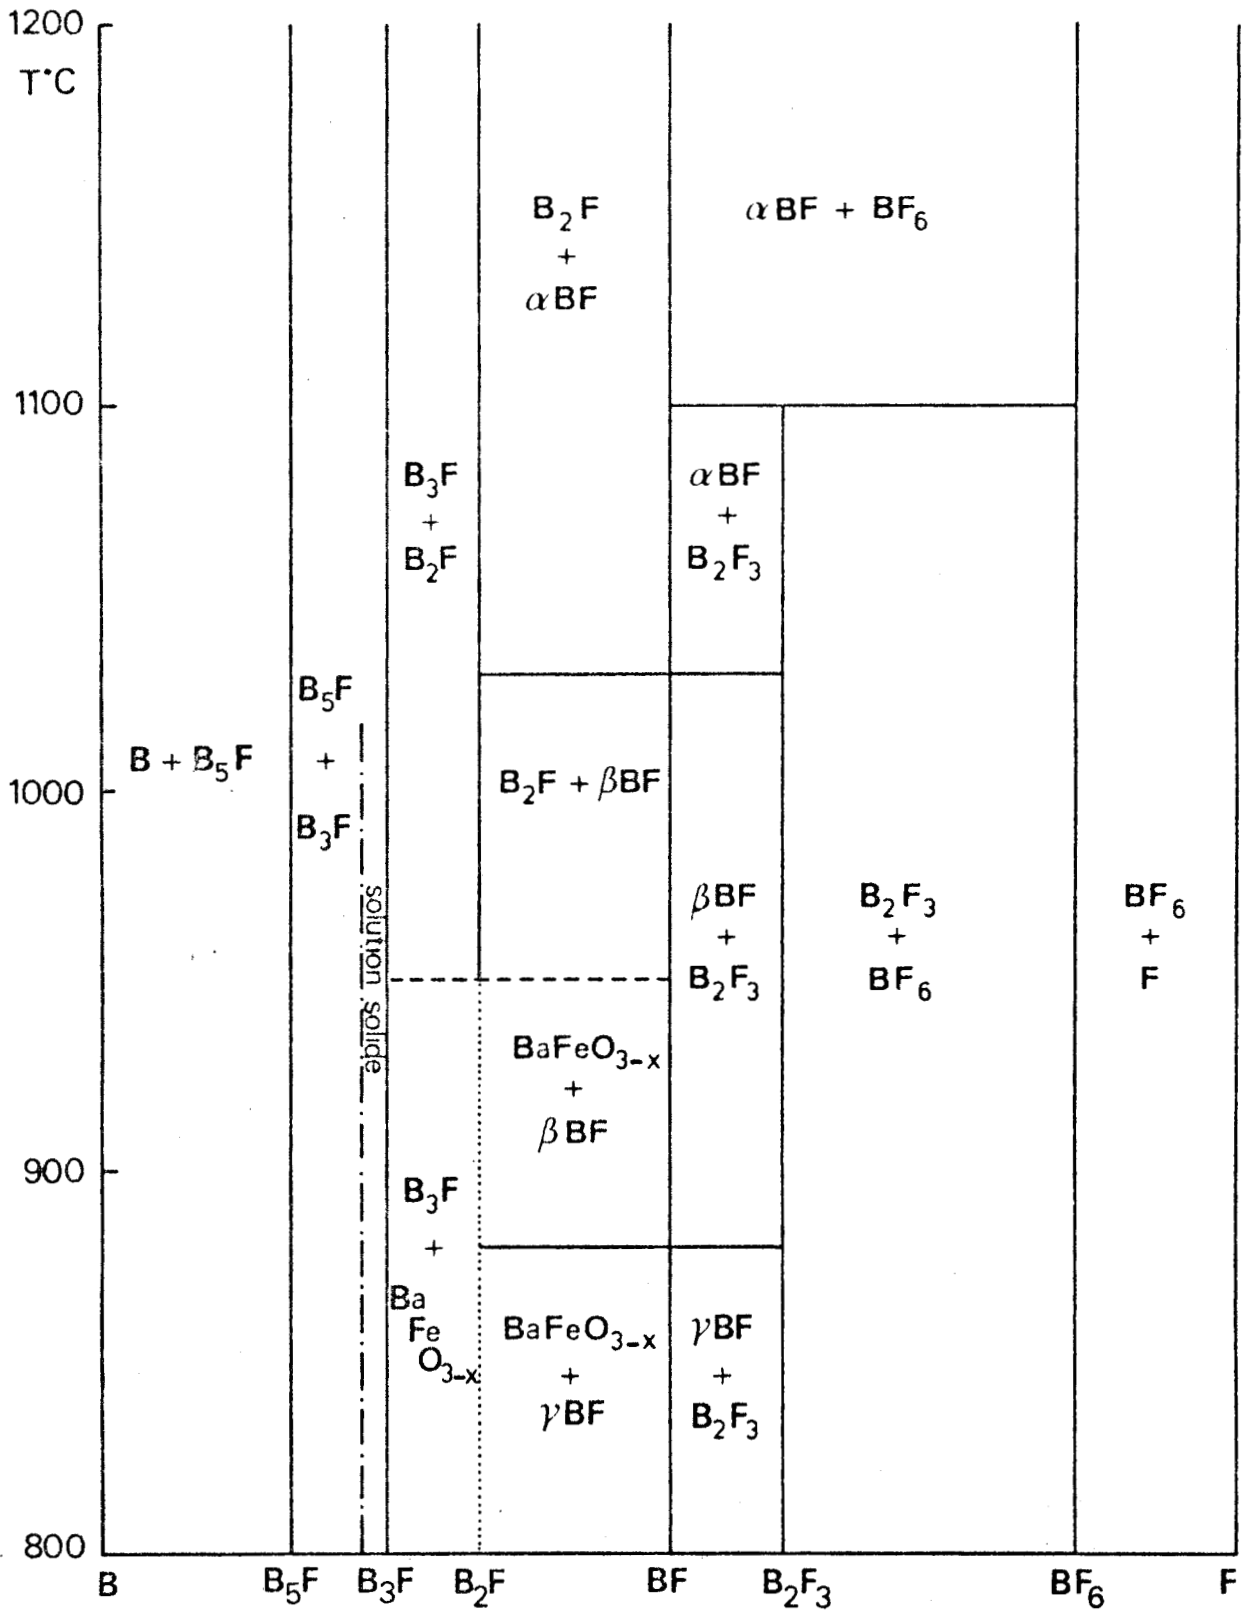 1200
T°C
B₂F
+
αBF
αBF + BF₆
1100
B₃F
+
B₂F
αBF
+
B₂F₃
B₅F
+
B₃F
B + B₅F
1000
B₂F + βBF
solution solide
βBF
+
B₂F₃
B₂F₃
+
BF₆
BF₆
+
F
BaFeO₃₋ₓ
+
βBF
900
B₃F
+
Ba
Fe
O₃₋ₓ
BaFeO₃₋ₓ
+
γBF
γBF
+
B₂F₃
800
B B₅F B₃F B₂F BF B₂F₃ BF₆ F